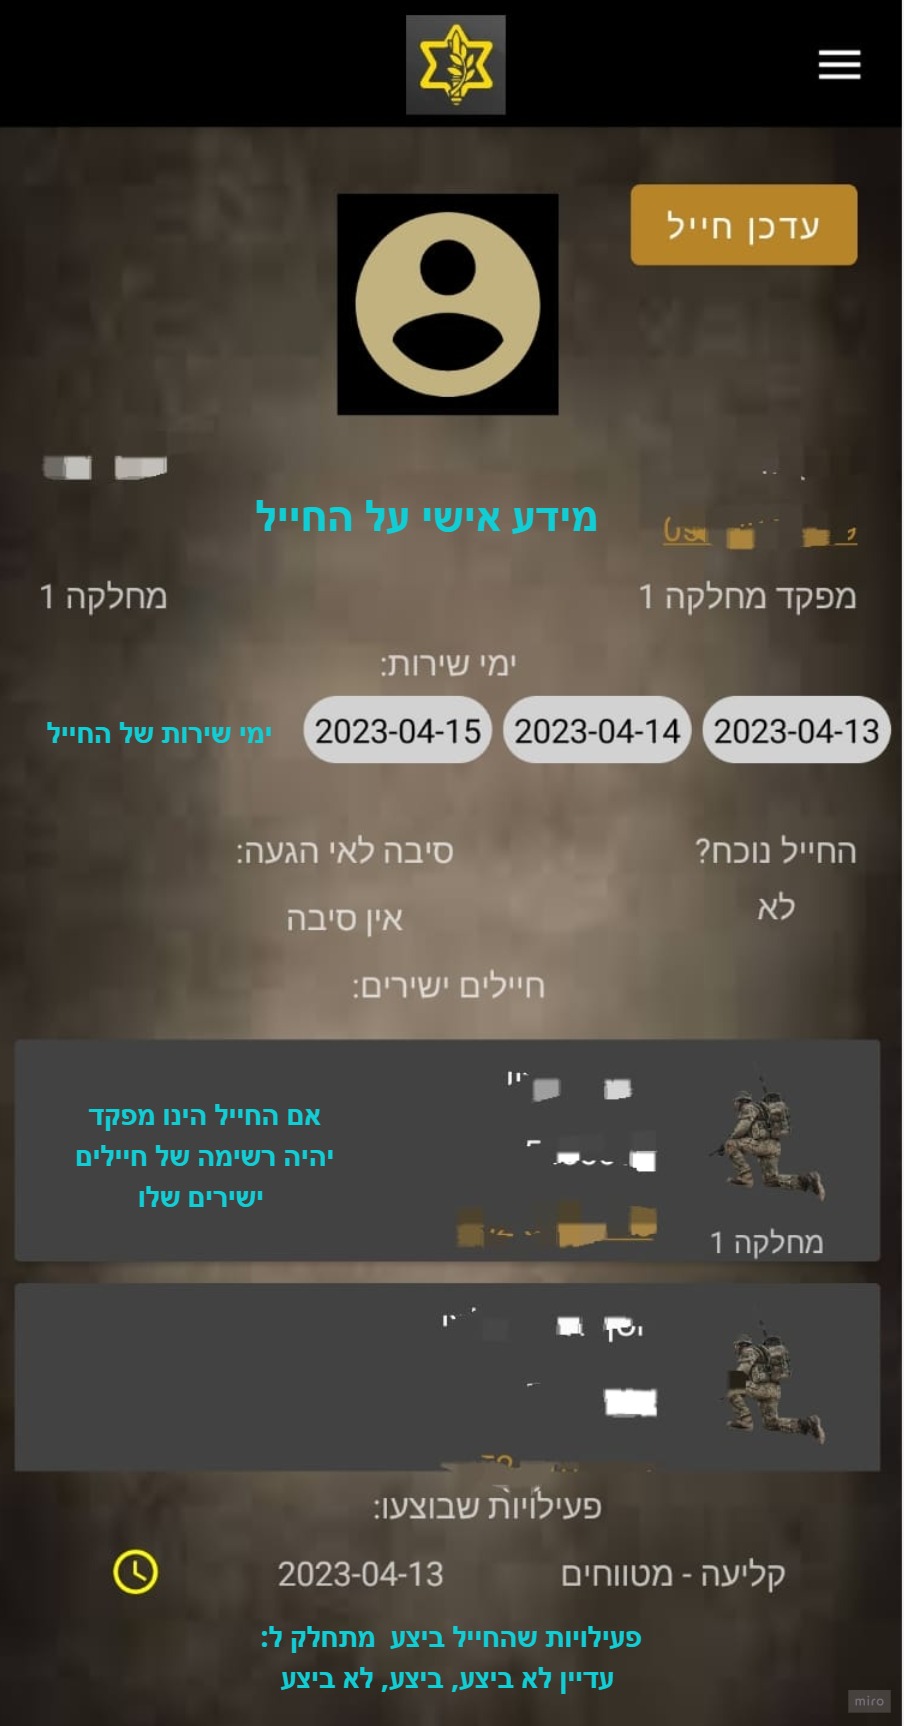 עדכן חייל
מידע אישי על החייל
מפקד מחלקה 1
מחלקה 1
ימי שירות:
2023-04-13
2023-04-14
2023-04-15
ימי שירות של החייל
החייל נוכח?
סיבה לאי הגעה:
לא
אין סיבה
חיילים ישירים:
אם החייל הינו מפקד
יהיה רשימה של חיילים
ישירים שלו
מחלקה 1
פעילויות שבוצעו:
קליעה - מטווחים
2023-04-13
פעילויות שהחייל ביצע מתחלק ל:
עדיין לא ביצע, ביצע, לא ביצע
miro